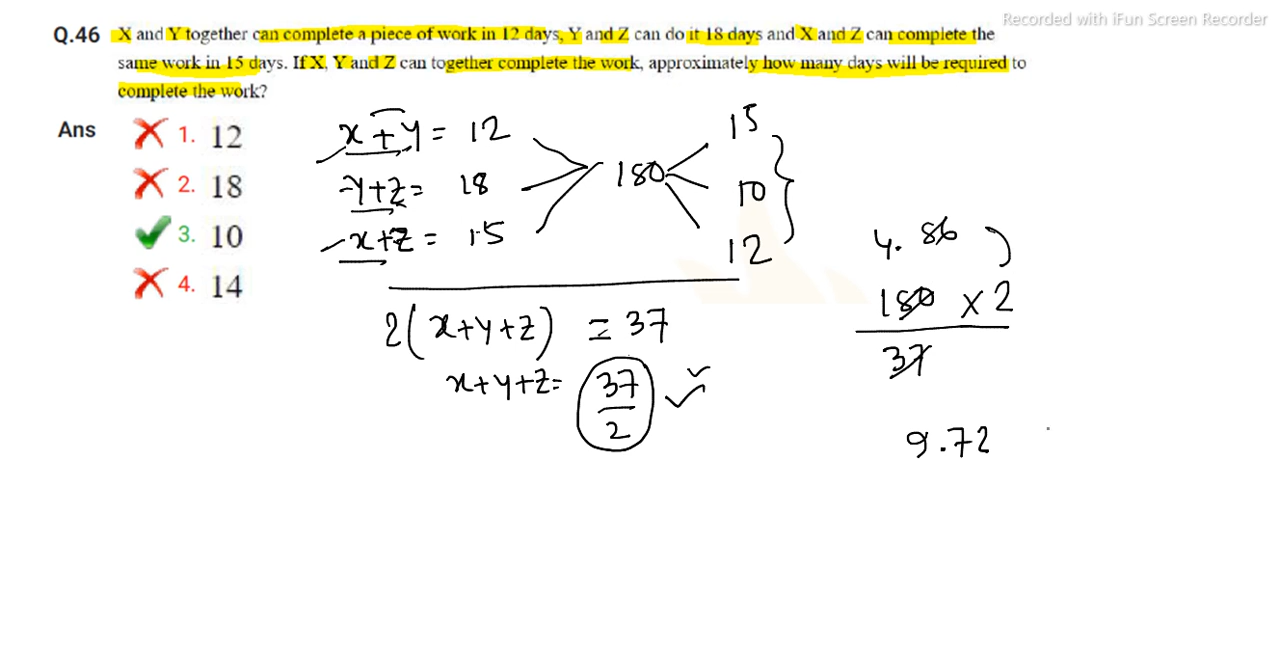 Recorded with iFun Screen Recorder
Q.46 X and Y together can complete a piece of work in 12 days, Y and Z can do it 18 days and X and Z can complete the
same work in 15 days. If X, Y and Z can together complete the work, approximately how many days will be required to
complete the work?
Ans
1. 12
2. 18
3. 10
4. 14
x+y = 12
y+z = 18
x+z = 15
180
15
10
12
2(x+y+z) = 37
x+y+z= 37/2
4.86
180 x 2
37
9.72